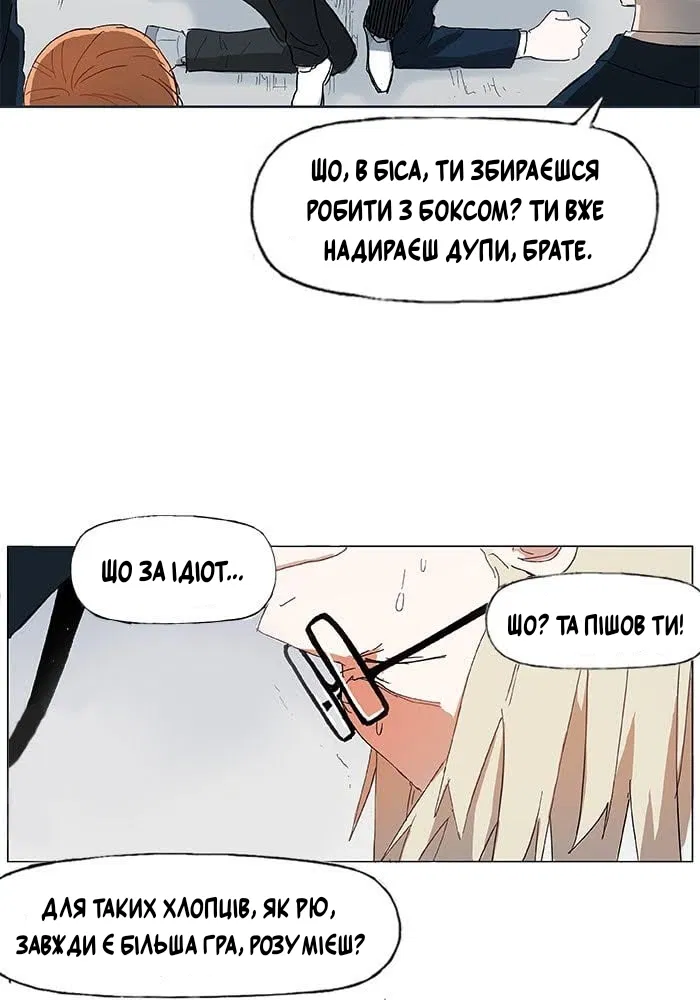 ЩО, В БІСА, ТИ ЗБИРАЄШСЯ
РОБИТИ З БОКСОМ? ТИ ВЖЕ
НАДИРАЄШ ДУПИ, БРАТЕ.
ЩО ЗА ІДІОТ...
ЩО? ТА ПІШОВ ТИ!
ДЛЯ ТАКИХ ХЛОПЦІВ, ЯК РЮ,
ЗАВЖДИ Є БІЛЬША ГРА, РОЗУМІЄШ?